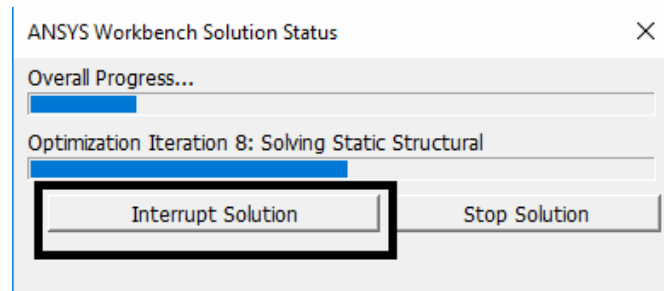 ANSYS Workbench Solution Status
Overall Progress...
Optimization Iteration 8: Solving Static Structural
Interrupt Solution
Stop Solution